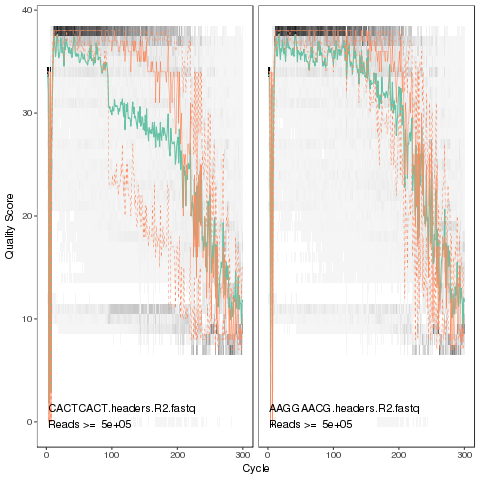 40
30
20
10
0
Quality Score
CACTCACT.headers.R2.fastq
Reads >= 5e+05
AAGGAACG.headers.R2.fastq
Reads >= 5e+05
0 100 200 300 0 100 200 300
Cycle